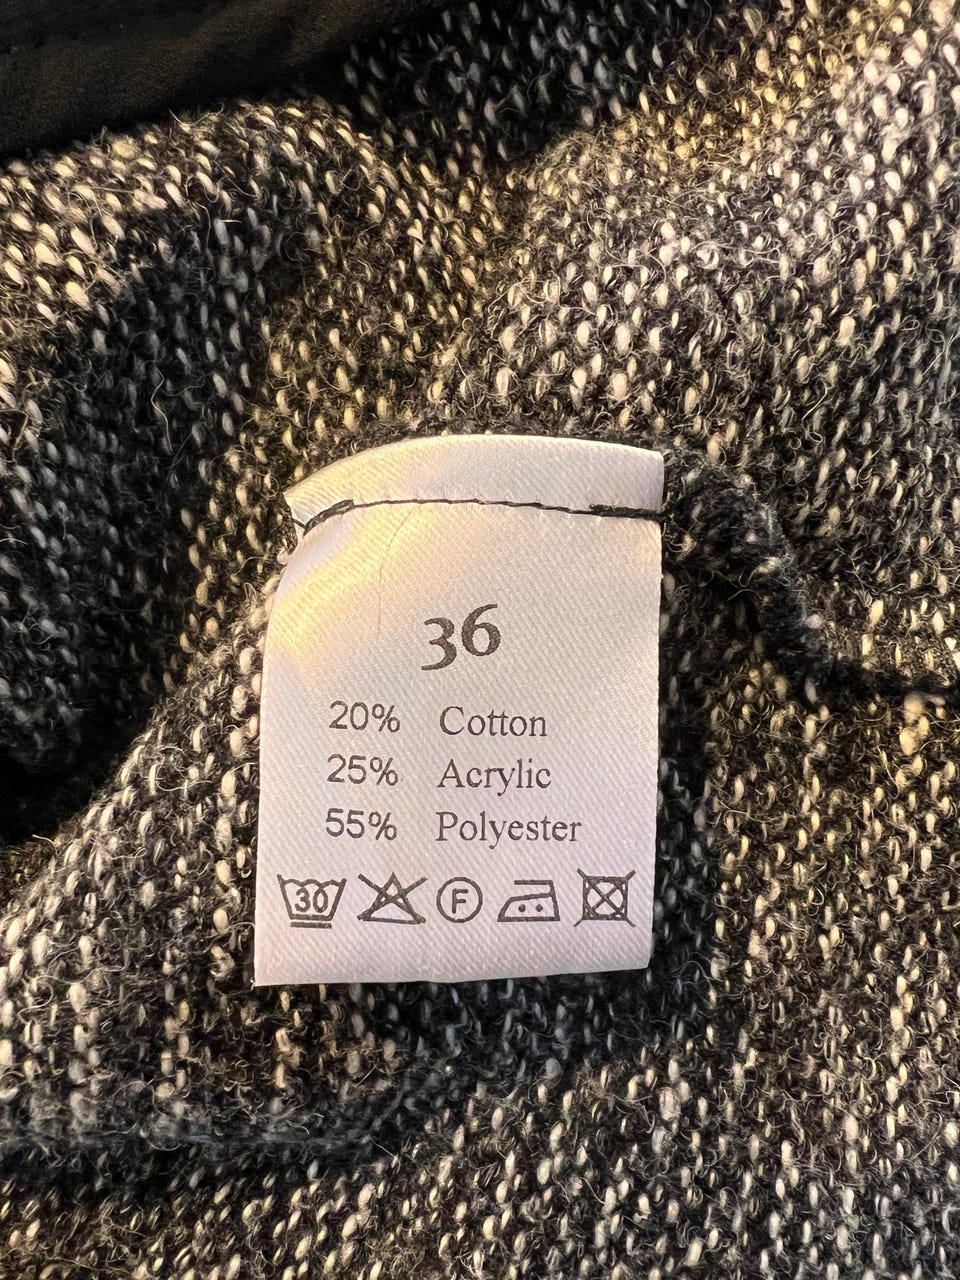 36
20% Cotton
25% Acrylic
55% Polyester
30 F